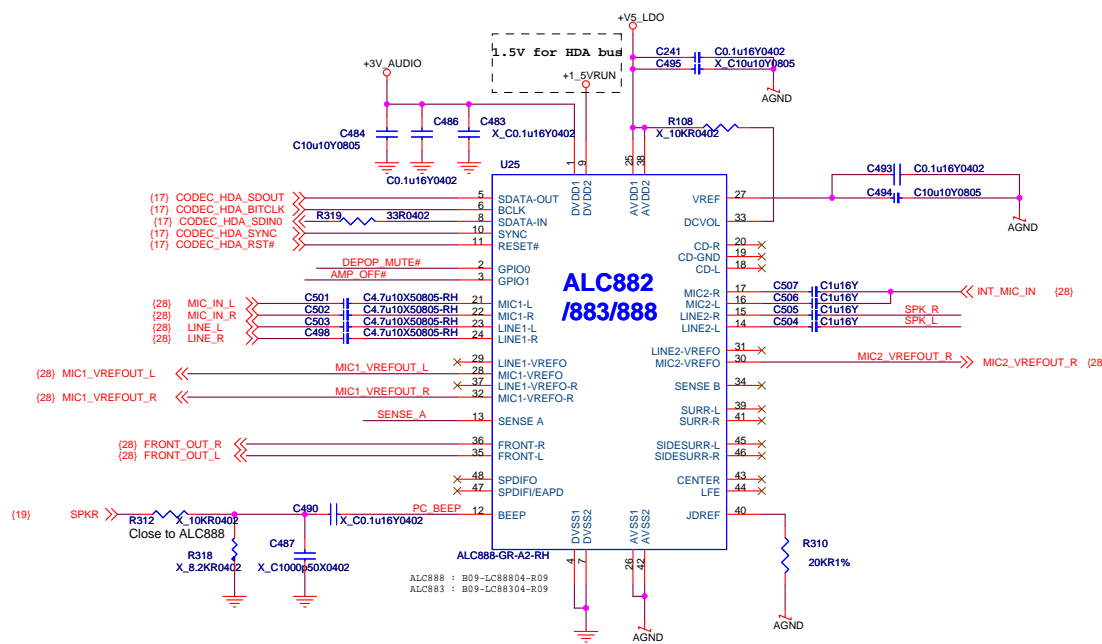 +V5_LDO
1.5V for HDA bus
+3V_AUDIO
+1_5VRUN
C241 C0.1u16Y0402
C495 X_C10u10Y0805
AGND
C484
C10u10Y0805
C486
C0.1u16Y0402
C483
X_C0.1u16Y0402
R108
X_10KR0402
U25
1
9
25
38
DVDD1
DVDD2
AVDD1
AVDD2
C493 C0.1u16Y0402
C494 C10u10Y0805
AGND
{17} CODEC_HDA_SDOUT 5 SDATA-OUT
{17} CODEC_HDA_BITCLK 6 BCLK
{17} CODEC_HDA_SDIN0 R319 33R0402 8 SDATA-IN
{17} CODEC_HDA_SYNC 10 SYNC
{17} CODEC_HDA_RST# 11 RESET#
DEPOP_MUTE# 2 GPIO0
AMP_OFF# 3 GPIO1
{28} MIC_IN_L C501 C4.7u10X50805-RH 21 MIC1-L
{28} MIC_IN_R C502 C4.7u10X50805-RH 22 MIC1-R
{28} LINE_L C503 C4.7u10X50805-RH 23 LINE1-L
{28} LINE_R C498 C4.7u10X50805-RH 24 LINE1-R
29 LINE1-VREFO
{28} MIC1_VREFOUT_L MIC1_VREFOUT_L 28 MIC1-VREFO
37 LINE1-VREFO-R
{28} MIC1_VREFOUT_R MIC1_VREFOUT_R 32 MIC1-VREFO-R
SENSE_A 13 SENSE A
{28} FRONT_OUT_R 36 FRONT-R
{28} FRONT_OUT_L 35 FRONT-L
48 SPDIFO
47 SPDIFI/EAPD
{19} SPKR
R312 X_10KR0402
Close to ALC888
C490
X_C0.1u16Y0402
PC_BEEP 12 BEEP
R318
X_8.2KR0402
C487
X_C1000p50X0402
ALC882
/883/888
VREF 27
DCVOL 33
CD-R 20
CD-GND 19
CD-L 18
MIC2-R 17 C507 C1u16Y
MIC2-L 16 C506 C1u16Y
INT_MIC_IN {28}
LINE2-R 15 C505 C1u16Y SPK_R
LINE2-L 14 C504 C1u16Y SPK_L
LINE2-VREFO 31
MIC2-VREFO 30 MIC2_VREFOUT_R MIC2_VREFOUT_R {28
SENSE B 34
SURR-L 39
SURR-R 41
SIDESURR-L 45
SIDESURR-R 46
CENTER 43
LFE 44
JDREF 40
R310
20KR1%
AGND
DVSS1
DVSS2
AVSS1
AVSS2
4
7
26
42
AGND
ALC888-GR-A2-RH
ALC888 : B09-LC88804-R09
ALC883 : B09-LC88304-R09